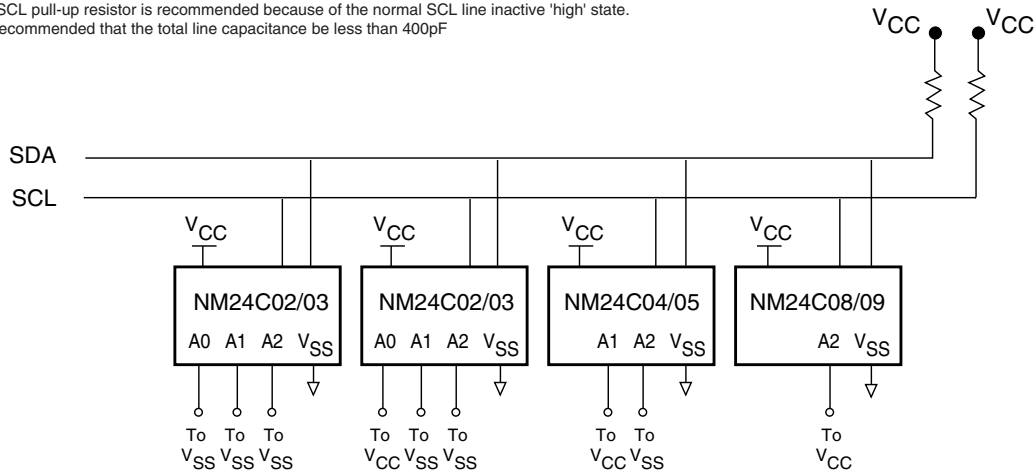 SCL pull-up resistor is recommended because of the normal SCL line inactive 'high' state.
ecommended that the total line capacitance be less than 400pF
VCC VCC
SDA
SCL
VCC VCC VCC VCC
NM24C02/03 NM24C02/03 NM24C04/05 NM24C08/09
A0 A1 A2 VSS A0 A1 A2 VSS A1 A2 VSS A2 VSS
To To To To To To To To To
VSS VSS VSS VCC VSS VSS VCC VSS VCC